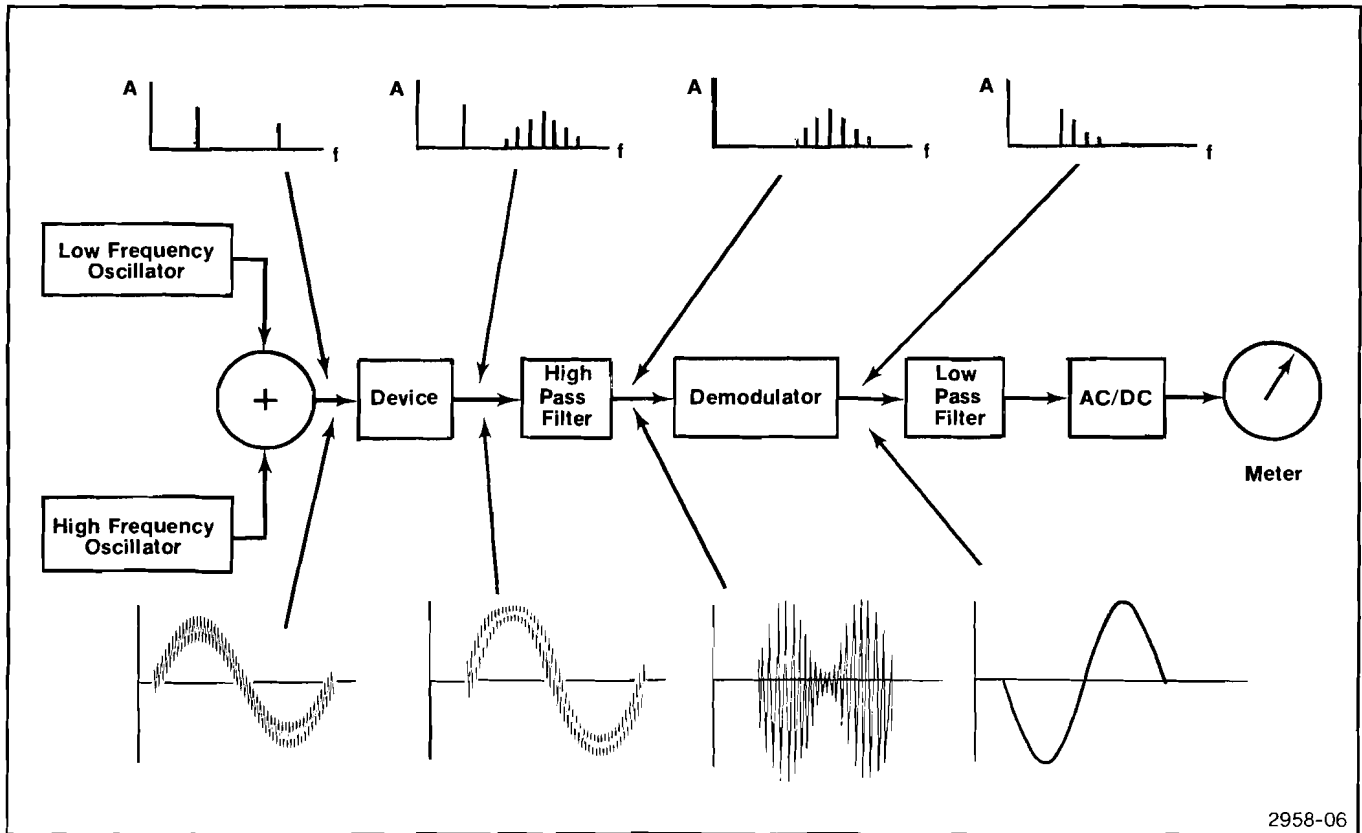 A
f
A
f
A
f
A
f
Low Frequency
Oscillator
+
Device
High
Pass
Filter
Demodulator
Low
Pass
Filter
AC/DC
Meter
High Frequency
Oscillator
2958-06